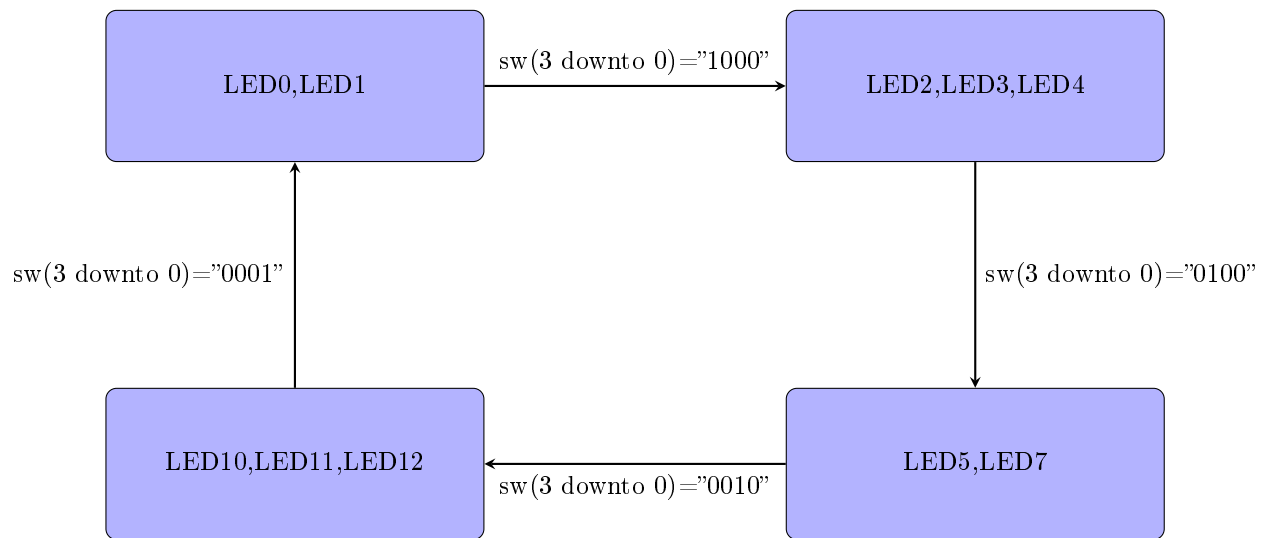 LED0,LED1
sw(3 downto 0)=”1000”
LED2,LED3,LED4
sw(3 downto 0)=”0001”
sw(3 downto 0)=”0100”
LED10,LED11,LED12
sw(3 downto 0)=”0010”
LED5,LED7